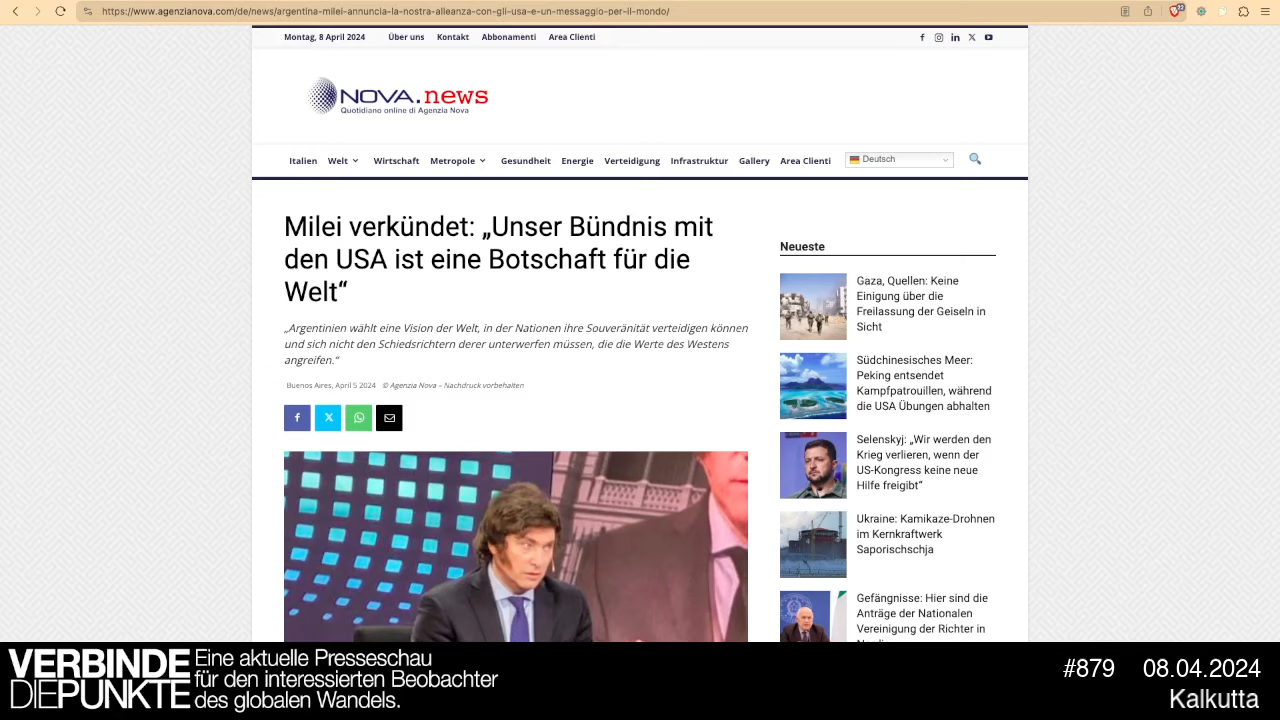 https://www.agenzianova.com/de/news/milei-annuncia-la-nostra-alleanza-con-gli-usa-e-un-messaggio-per-il-mondo/
Montag, 8 April 2024 Über uns Kontakt Abbonamenti Area Clienti
NOVA.news
Quotidiano online di Agenzia Nova
Italien Welt Wirtschaft Metropole Gesundheit Energie Verteidigung Infrastruktur Gallery Area Clienti Deutsch
Milei verkündet: „Unser Bündnis mit
den USA ist eine Botschaft für die
Welt“
„Argentinien wählt eine Vision der Welt, in der Nationen ihre Souveränität verteidigen können
und sich nicht den Schiedsrichtern derer unterwerfen müssen, die die Werte des Westens
angreifen.“
Buenos Aires, April 5 2024 © Agenzia Nova – Nachdruck vorbehalten
Neueste
Gaza, Quellen: Keine
Einigung über die
Freilassung der Geiseln in
Sicht
Südchinesisches Meer:
Peking entsendet
Kampfpatrouillen, während
die USA Übungen abhalten
Selenskyj: „Wir werden den
Krieg verlieren, wenn der
US-Kongress keine neue
Hilfe freigibt“
Ukraine: Kamikaze-Drohnen
im Kernkraftwerk
Saporischschja
Gefängnisse: Hier sind die
Anträge der Nationalen
Vereinigung der Richter in
VERBINDE
DIEPUNKTE
Eine aktuelle Presseschau
für den interessierten Beobachter
des globalen Wandels.
#879 08.04.2024
Kalkutta